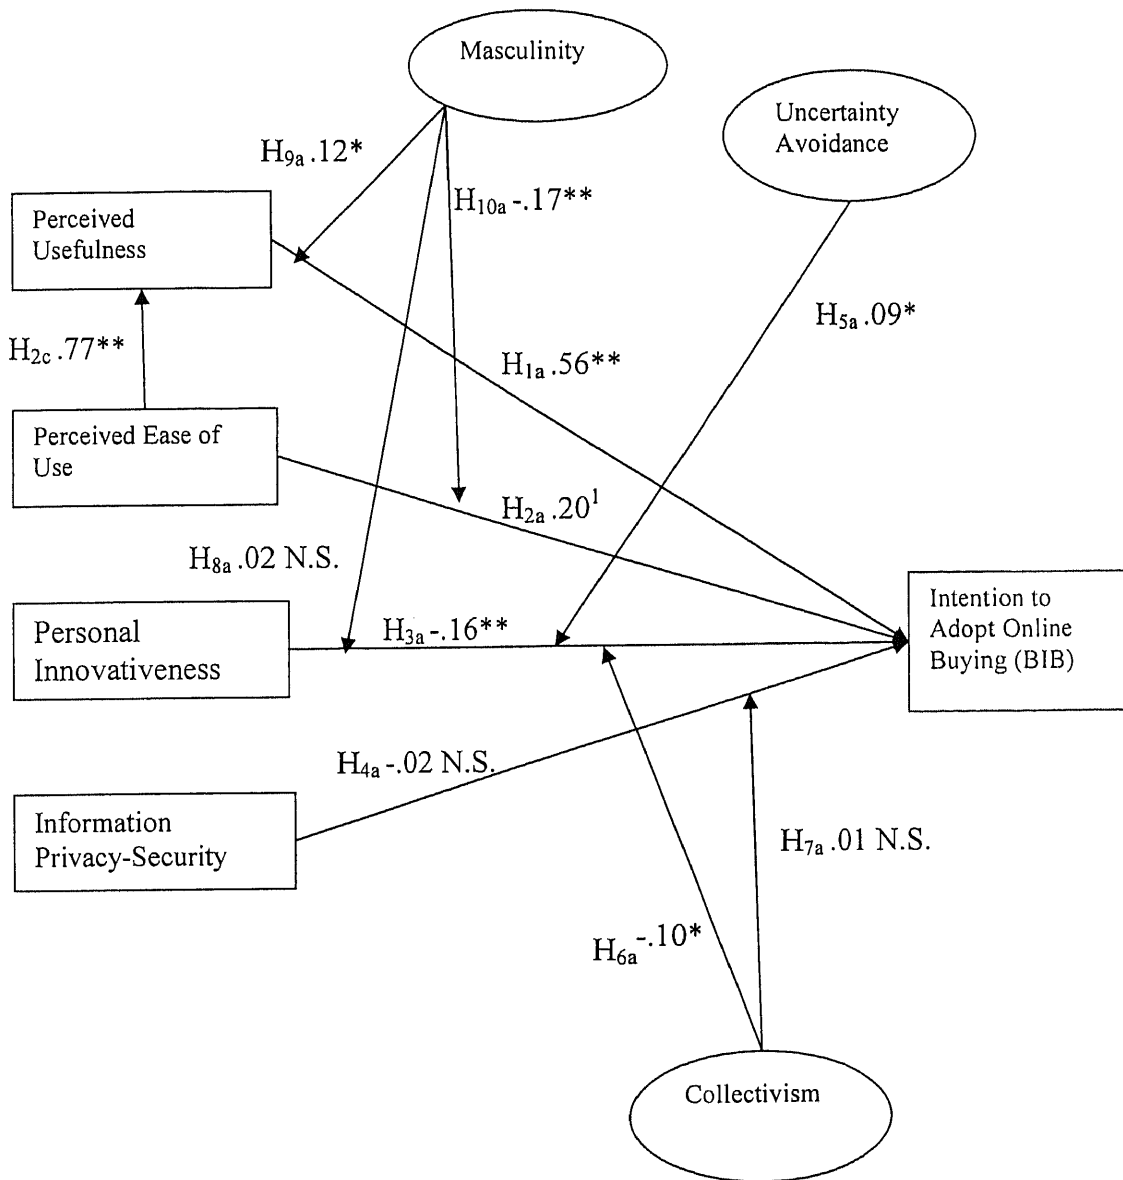 Masculinity
Uncertainty
Avoidance
H9a .12*
H10a -.17**
Perceived
Usefulness
H5a .09*
H2c .77**
H1a .56**
Perceived Ease of
Use
H2a .20¹
H8a .02 N.S.
Intention to
Adopt Online
Buying (BIB)
Personal
Innovativeness
H3a -.16**
H4a -.02 N.S.
Information
Privacy-Security
H7a .01 N.S.
H6a -.10*
Collectivism